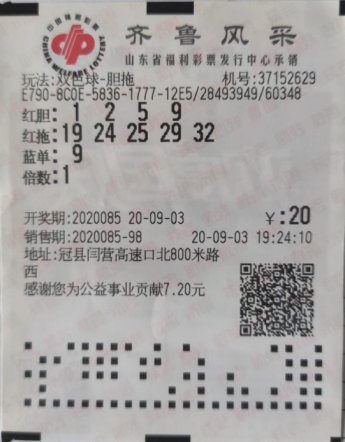 中国福利彩票
CHINA WELFARE LOTTERY
齐鲁风采
山东省福利彩票发行中心承销
玩法:双色球-胆拖 机号:37152629
E790-8C0E-5836-1777-12E5/28493949/60348
红胆: 1 2 5 9
红拖:19 24 25 29 32
蓝单: 9
倍数:1
开奖期:2020085 20-09-03 ¥:20
销售期:2020085-98 20-09-03 19:24:10
地址:冠县闫营高速口北800米路
西
感谢您为公益事业贡献7.20元